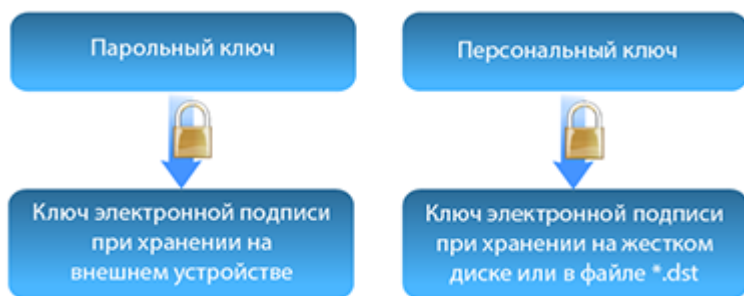 Парольный ключ
Персональный ключ
Ключ электронной подписи
при хранении на
внешнем устройстве
Ключ электронной подписи
при хранении на жестком
диске или в файле *.dst